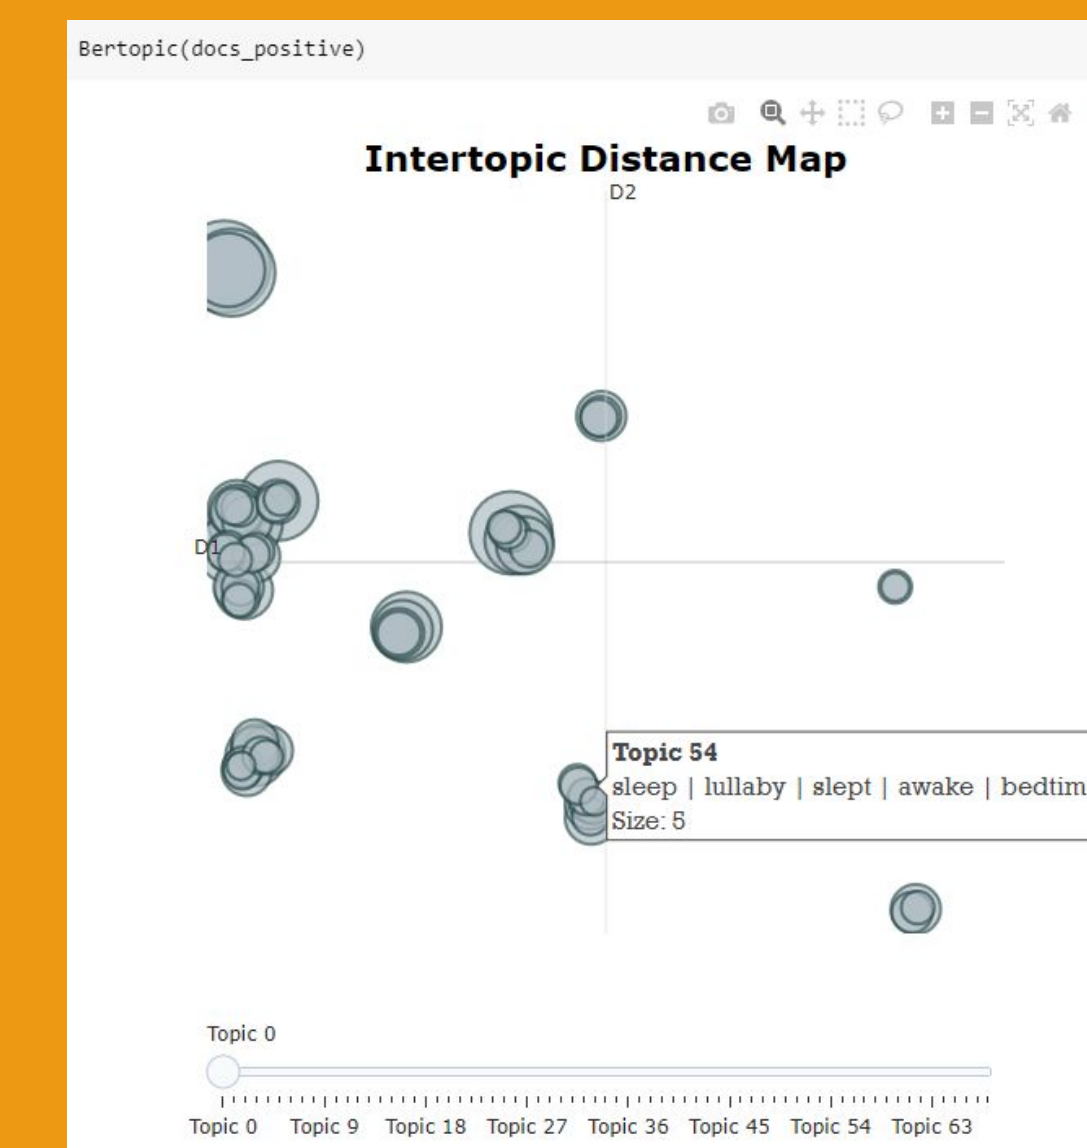 Bertopic(docs_positive)
Intertopic Distance Map
D2
D1
Topic 54
sleep | lullaby | slept | awake | bedtim
Size: 5
Topic 0
Topic 0 Topic 9 Topic 18 Topic 27 Topic 36 Topic 45 Topic 54 Topic 63